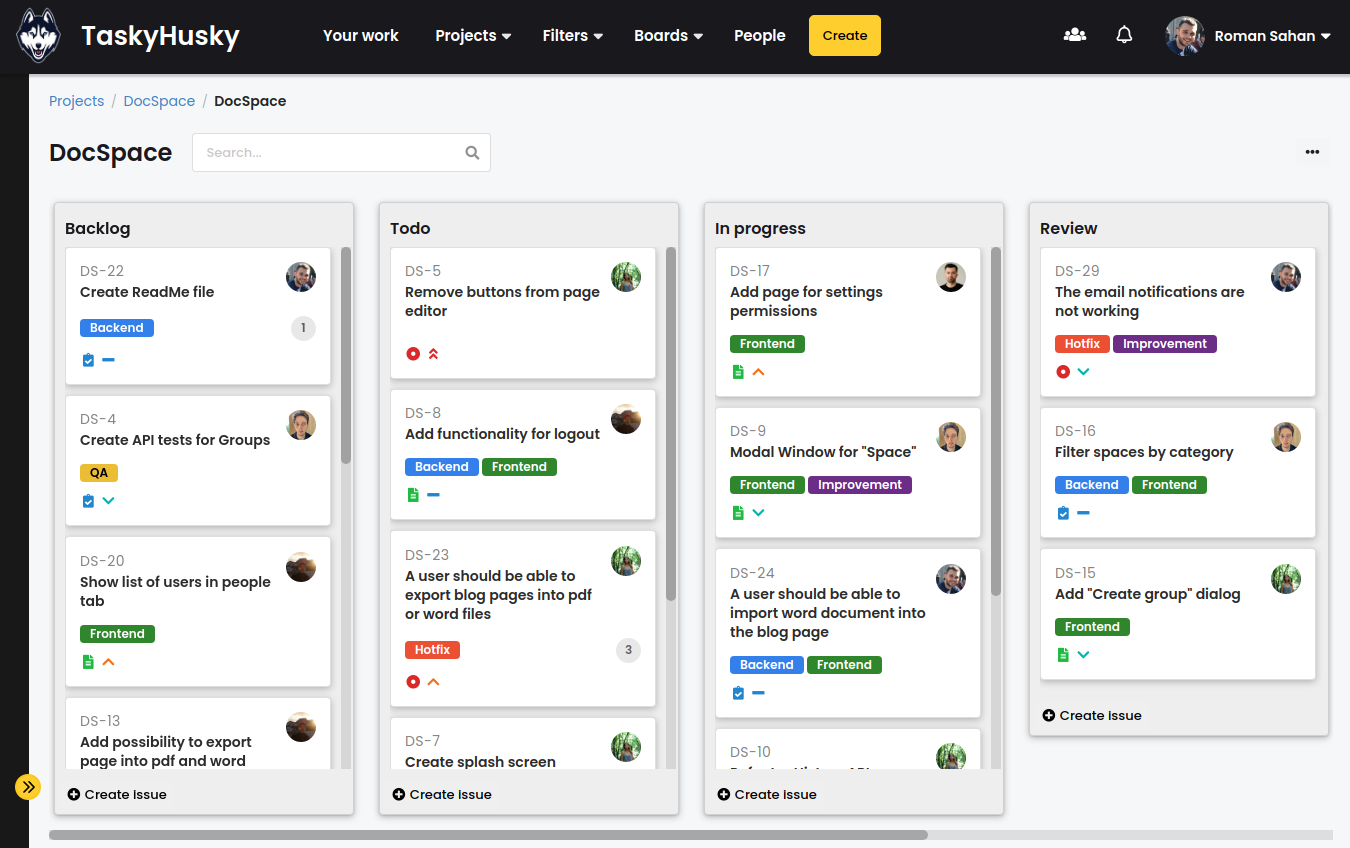 TaskyHusky
Your work
Projects
Filters
Boards
People
Create
Roman Sahan
Projects / DocSpace / DocSpace
DocSpace
Search...
Backlog
DS-22
Create ReadMe file
Backend
1
DS-4
Create API tests for Groups
QA
DS-20
Show list of users in people
tab
Frontend
DS-13
Add possibility to export
page into pdf and word
Create issue
Todo
DS-5
Remove buttons from page
editor
DS-8
Add functionality for logout
Backend Frontend
DS-23
A user should be able to
export blog pages into pdf
or word files
Hotfix
3
DS-7
Create splash screen
Create issue
In progress
DS-17
Add page for settings
permissions
Frontend
DS-9
Modal Window for "Space"
Frontend Improvement
DS-24
A user should be able to
import word document into
the blog page
Backend Frontend
DS-10
Create issue
Review
DS-29
The email notifications are
not working
Hotfix Improvement
DS-16
Filter spaces by category
Backend Frontend
DS-15
Add "Create group" dialog
Frontend
Create issue